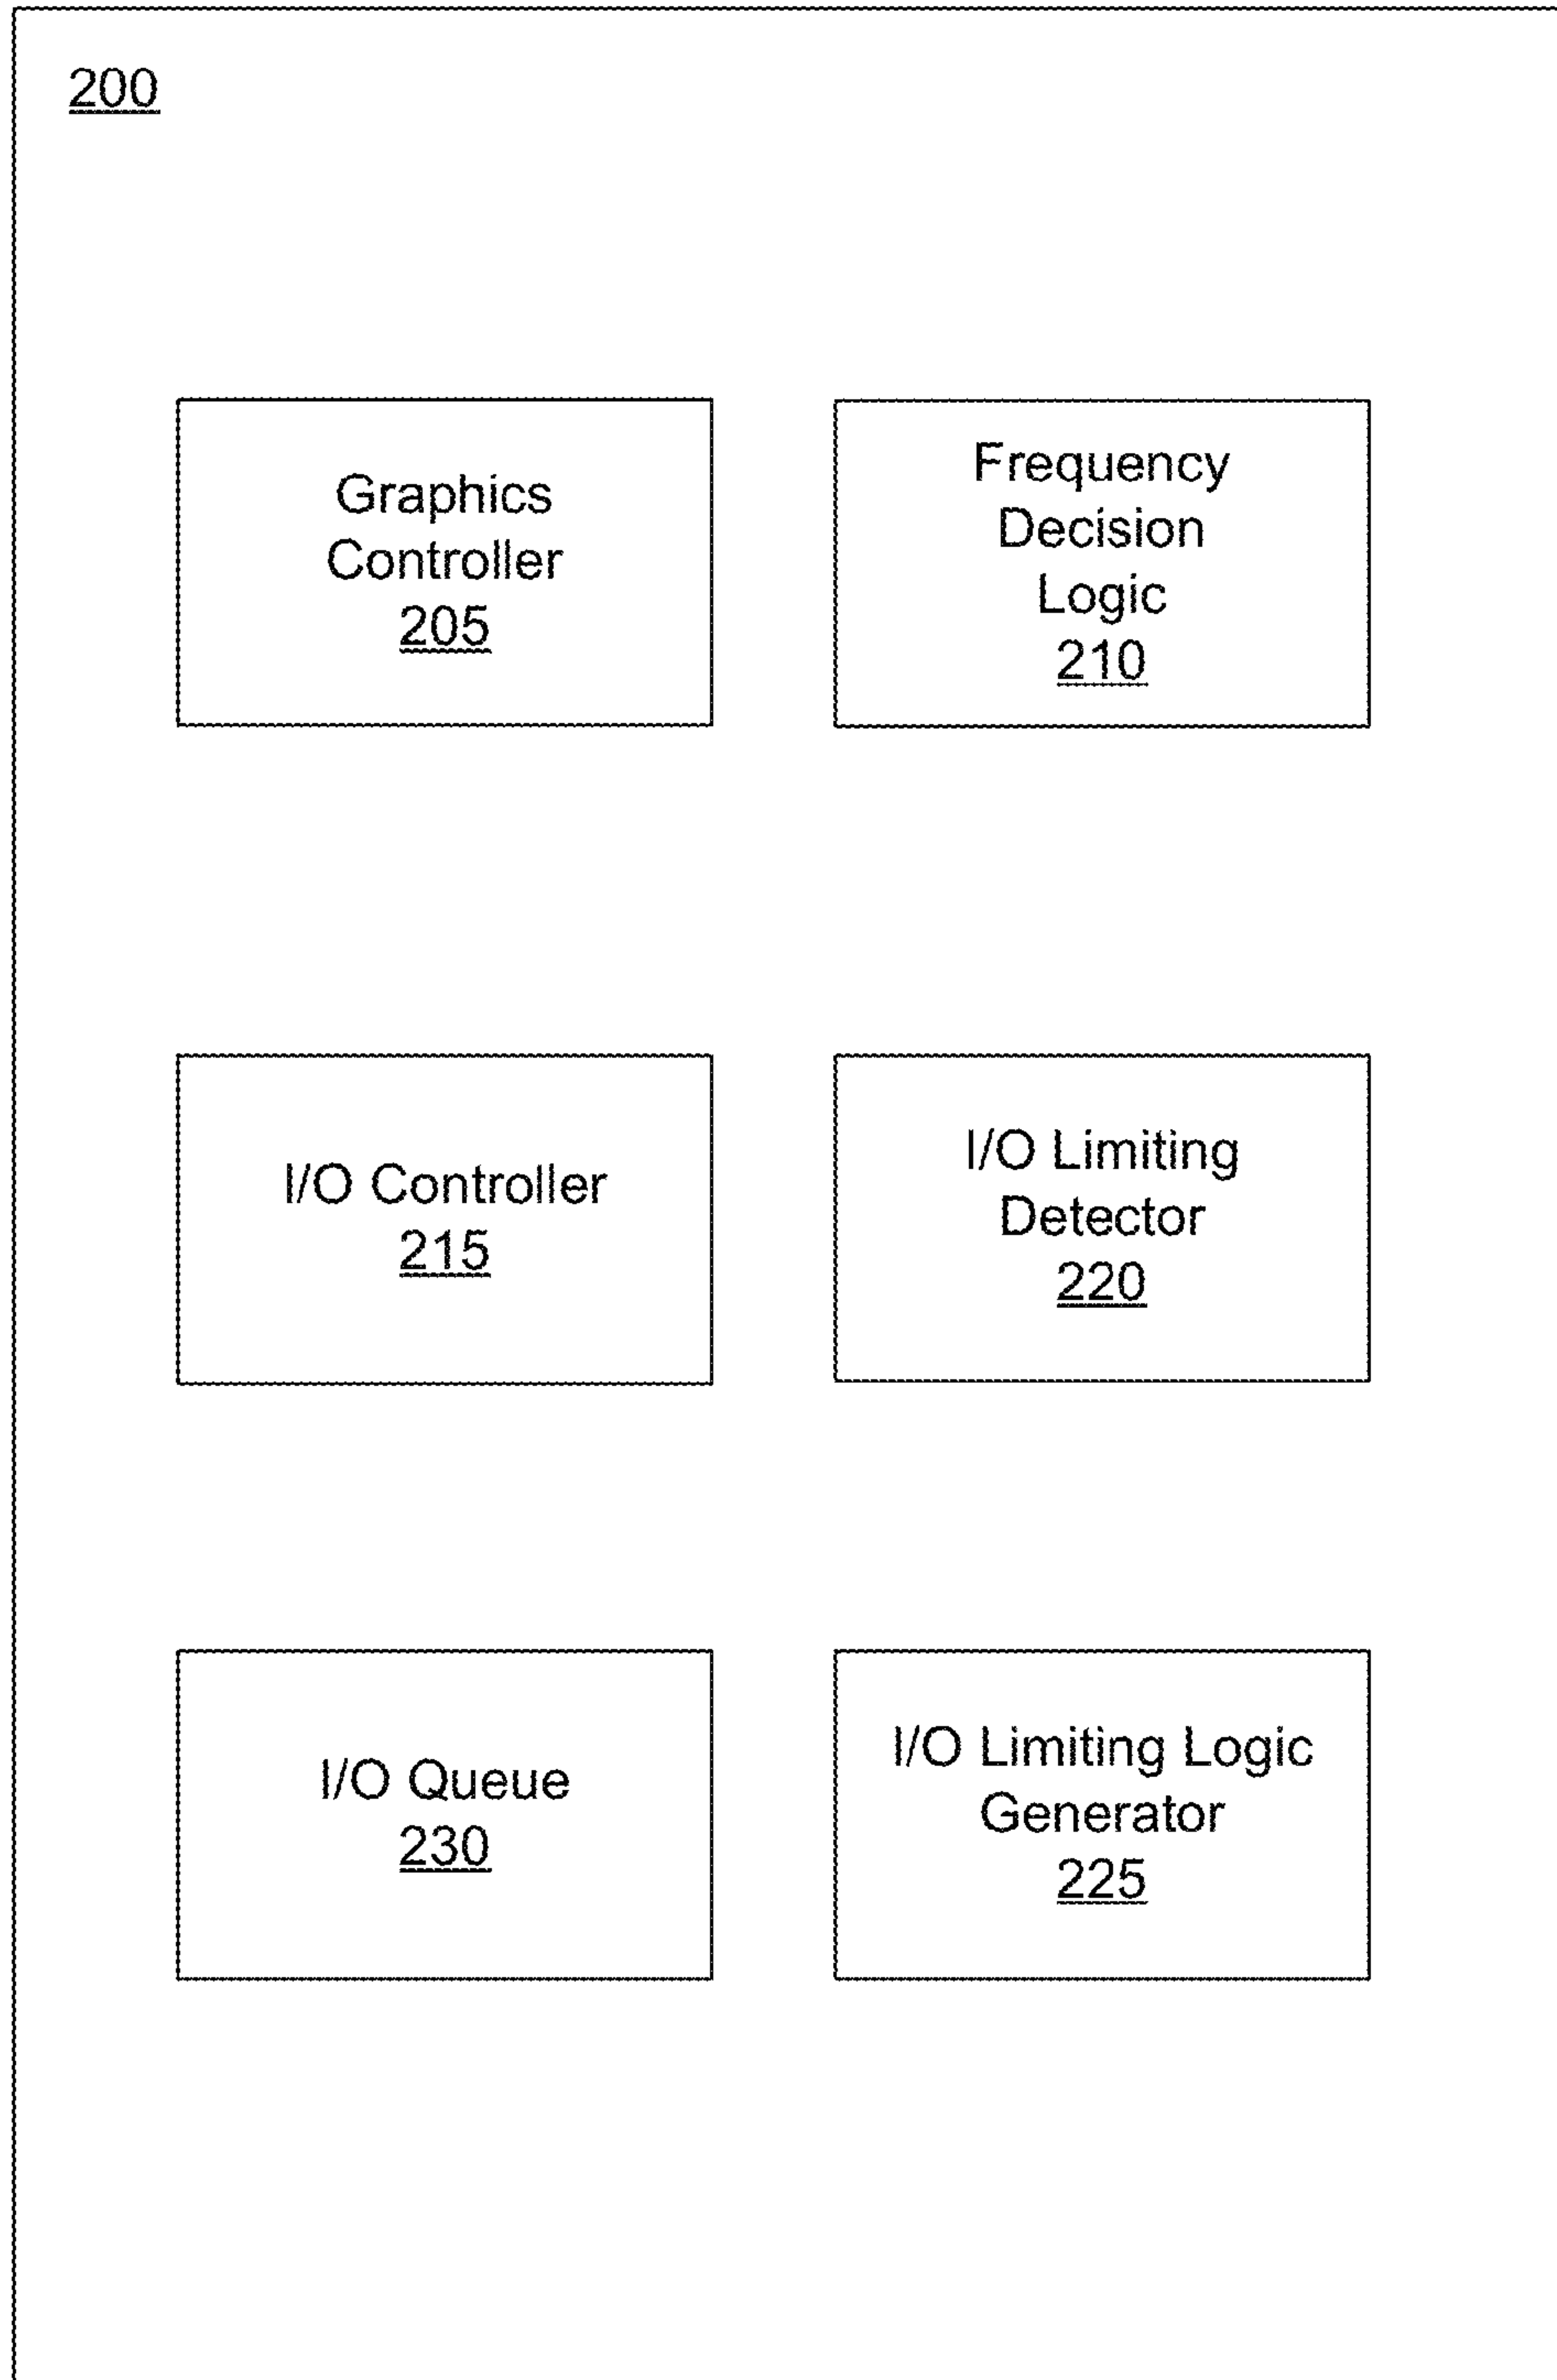 200
Graphics
Controller
205
Frequency
Decision
Logic
210
I/O Controller
215
I/O Limiting
Detector
220
I/O Queue
230
I/O Limiting Logic
Generator
225